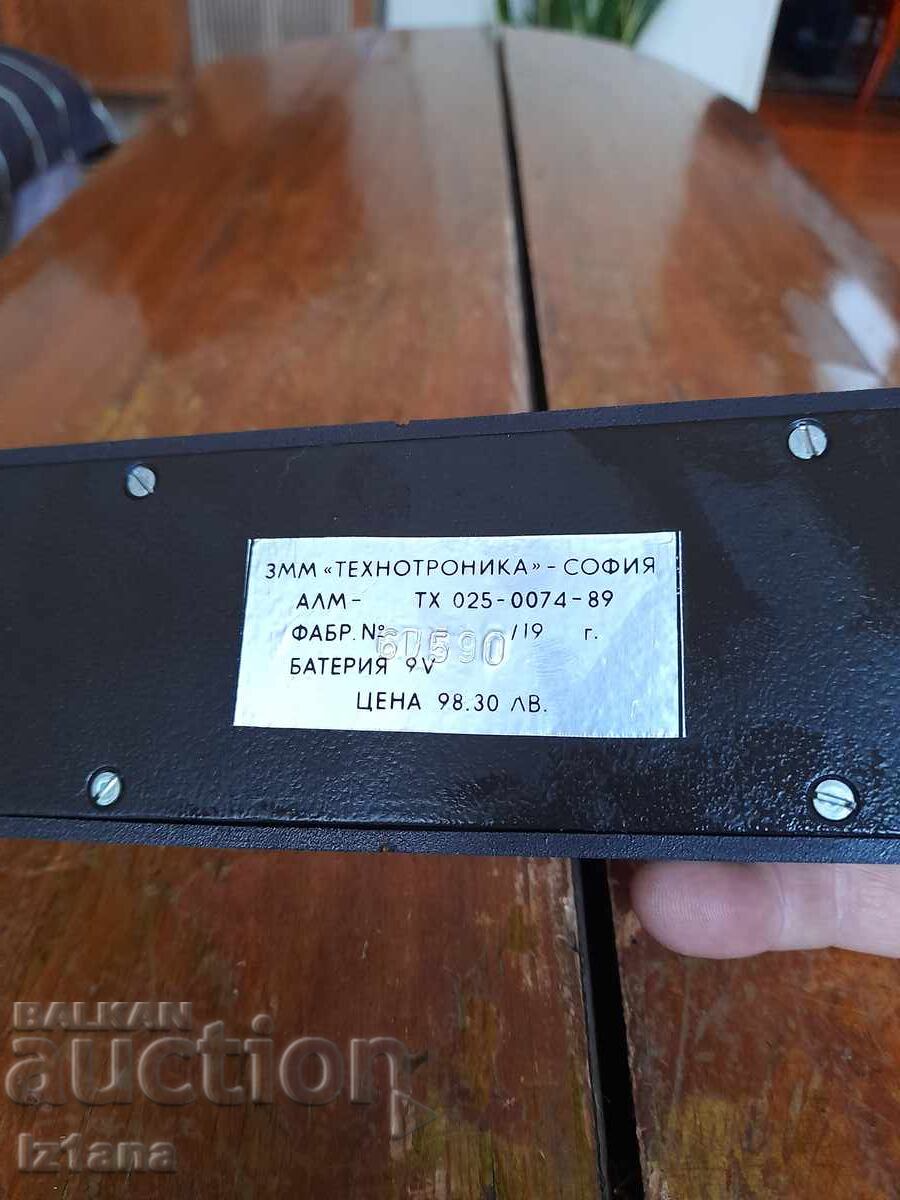 ЗММ «ТЕХНОТРОНИКА» - СОФИЯ
АЛМ- ТХ 025-0074-89
ФАБР. № 60590 /19 г.
БАТЕРИЯ 9V
ЦЕНА 98.30 ЛВ.
BALKAN
auction
Iz1ana